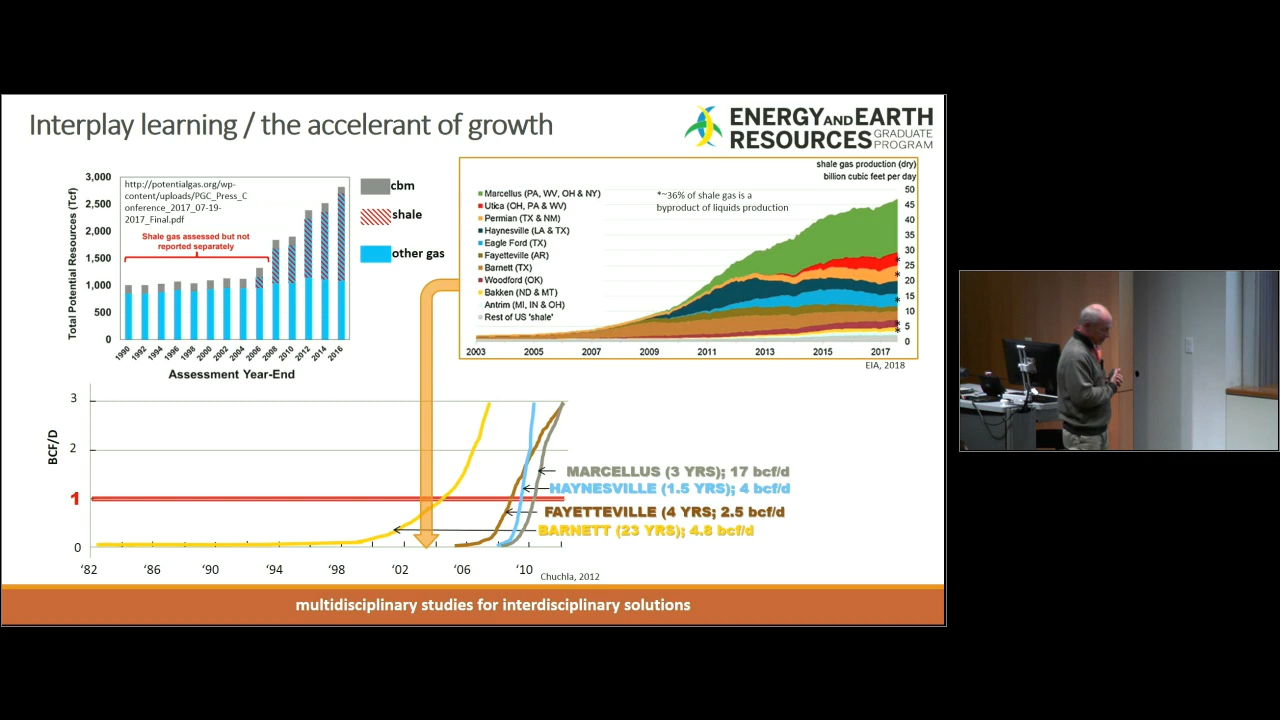 Interplay learning / the accelerant of growth
ENERGY AND EARTH
RESOURCES GRADUATE
PROGRAM
Total Potential Resources (Tcf)
3,000
2,500
2,000
1,500
1,000
500
0
http://potentialgas.org/wp-
content/uploads/PGC_Press_C
onference_2017_07-19-
2017_Final.pdf
Shale gas assessed but not
reported separately
1990 1992 1994 1996 1998 2000 2002 2004 2006 2008 2010 2012 2014 2016
Assessment Year-End
cbm
shale
other gas
shale gas production (dry)
billion cubic feet per day
Marcellus (PA, WV, OH & NY)
Utica (OH, PA & WV)
Permian (TX & NM)
Haynesville (LA & TX)
Eagle Ford (TX)
Fayetteville (AR)
Barnett (TX)
Woodford (OK)
Bakken (ND & MT)
Antrim (MI, IN & OH)
Rest of US 'shale'
*~36% of shale gas is a
byproduct of liquids production
50
45
40
35
30
25
20
15
10
5
0
*
*
*
*
*
2003 2005 2007 2009 2011 2013 2015 2017
EIA, 2018
BCF/D
3
2
1
0
MARCELLUS (3 YRS); 17 bcf/d
HAYNESVILLE (1.5 YRS); 4 bcf/d
FAYETTEVILLE (4 YRS; 2.5 bcf/d
BARNETT (23 YRS); 4.8 bcf/d
'82 '86 '90 '94 '98 '02 '06 '10
Chuchla, 2012
multidisciplinary studies for interdisciplinary solutions